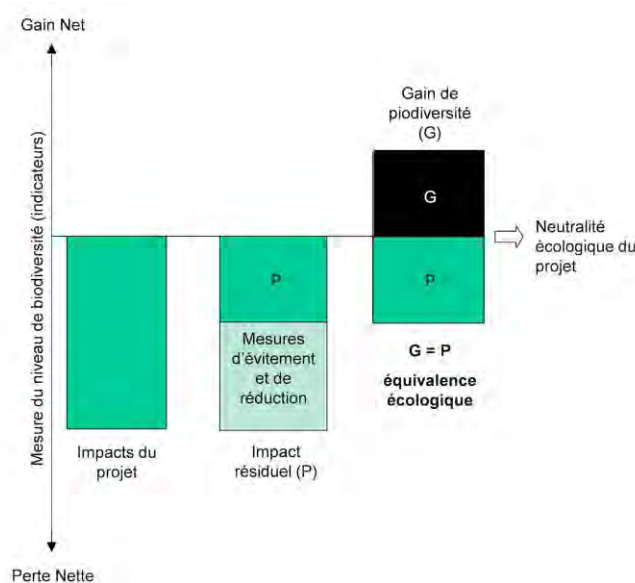 Gain Net
Mesure du niveau de biodiversité (indicateurs)
Gain de
piodiversité
(G)
G
P
P
Neutralité
ècologique du
projet
Mesures
d'évitement
et de
réduction
G = P
équivalence
écologique
Impacts du
projet
Impact
résiduel (P)
Perte Nette